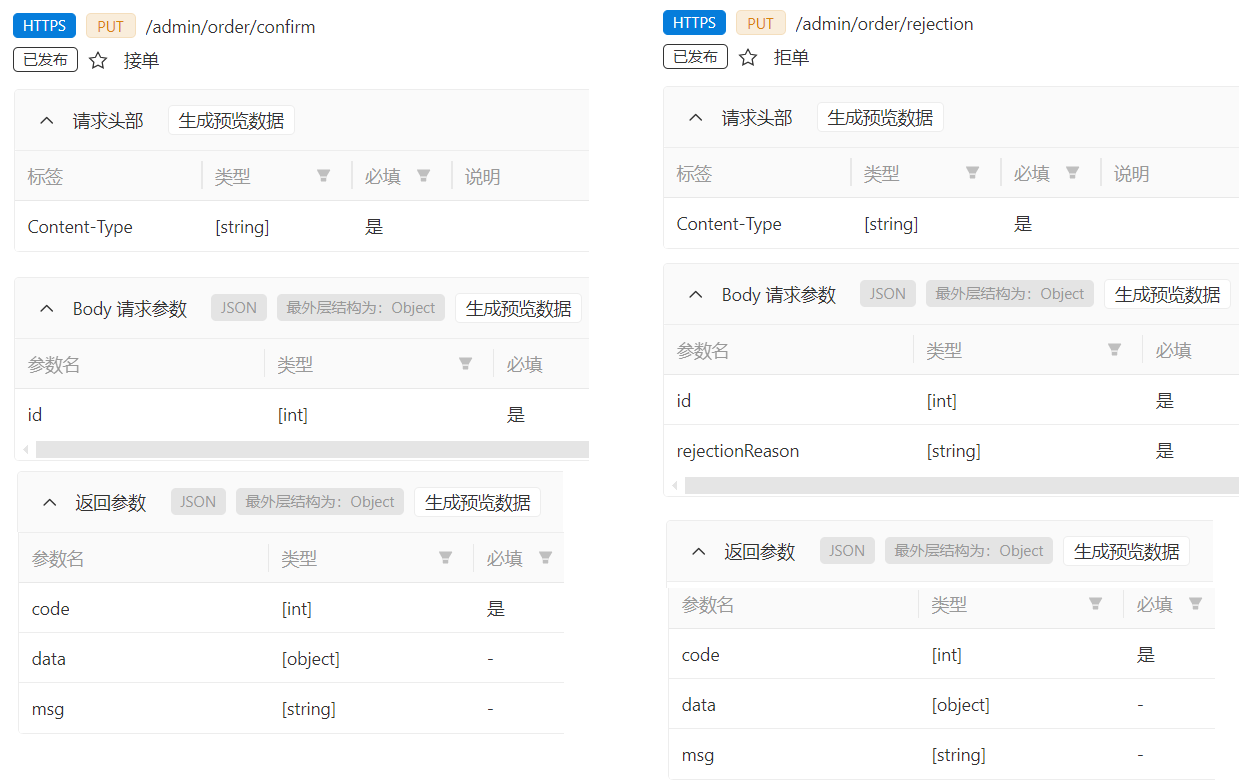 HTTPS PUT /admin/order/confirm
已发布 接单
请求头部 生成预览数据
标签 类型 必填 说明
Content-Type [string] 是
Body 请求参数 JSON 最外层结构为：Object 生成预览数据
参数名 类型 必填
id [int] 是
返回参数 JSON 最外层结构为：Object 生成预览数据
参数名 类型 必填
code [int] 是
data [object] -
msg [string] -
HTTPS PUT /admin/order/rejection
已发布 拒单
请求头部 生成预览数据
标签 类型 必填 说明
Content-Type [string] 是
Body 请求参数 JSON 最外层结构为：Object 生成预览数据
参数名 类型 必填
id [int] 是
rejectionReason [string] 是
返回参数 JSON 最外层结构为：Object 生成预览数据
参数名 类型 必填
code [int] 是
data [object] -
msg [string] -